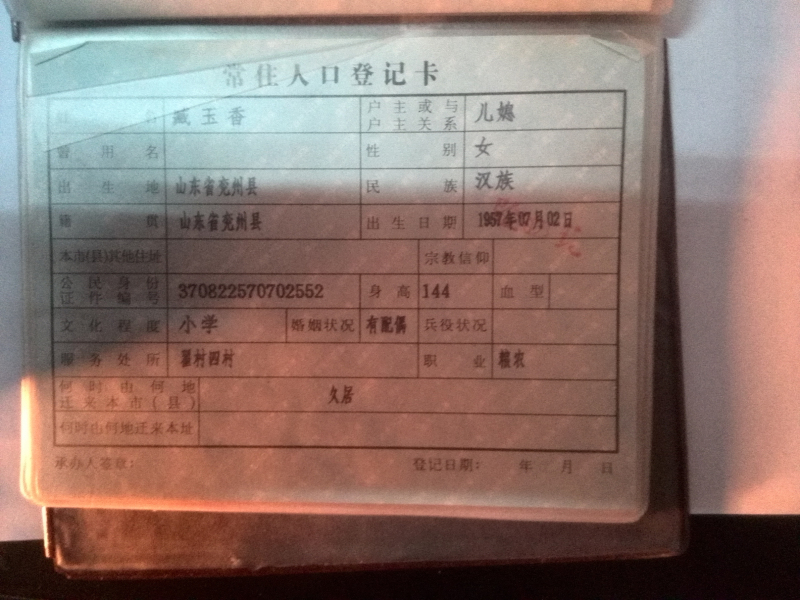 常住人口登记卡
姓名 臧玉香 户主或与户主关系 儿媳
曾用名 性别 女
出生地 山东省兖州县 民族 汉族
籍贯 山东省兖州县 出生日期 1957年07月02日
本市(县)其他住址 宗教信仰
公民身份证件编号 370822570702552 身高 144 血型
文化程度 小学 婚姻状况 有配偶 兵役状况
服务处所 翟村四村 职业 粮农
何时由何地迁来本市(县) 久居
何时由何地迁来本址
承办人签章: 登记日期: 年 月 日